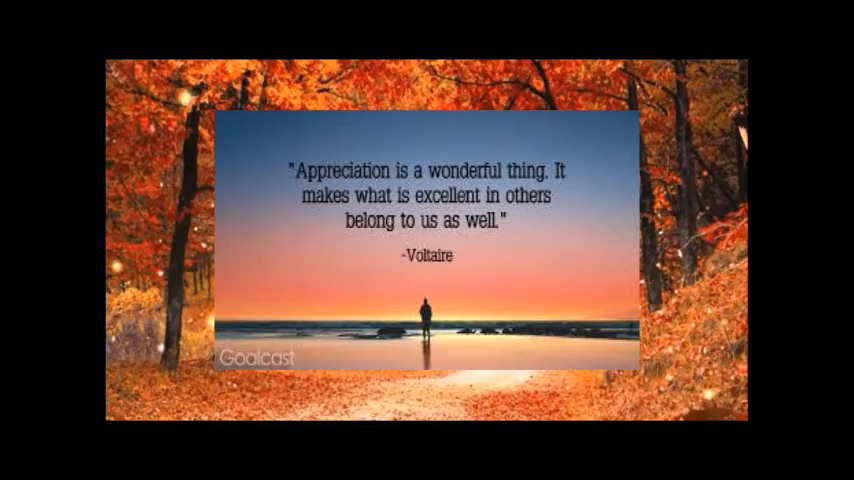 "Appreciation is a wonderful thing. It
makes what is excellent in others
belong to us as well."
-Voltaire
Goalcast